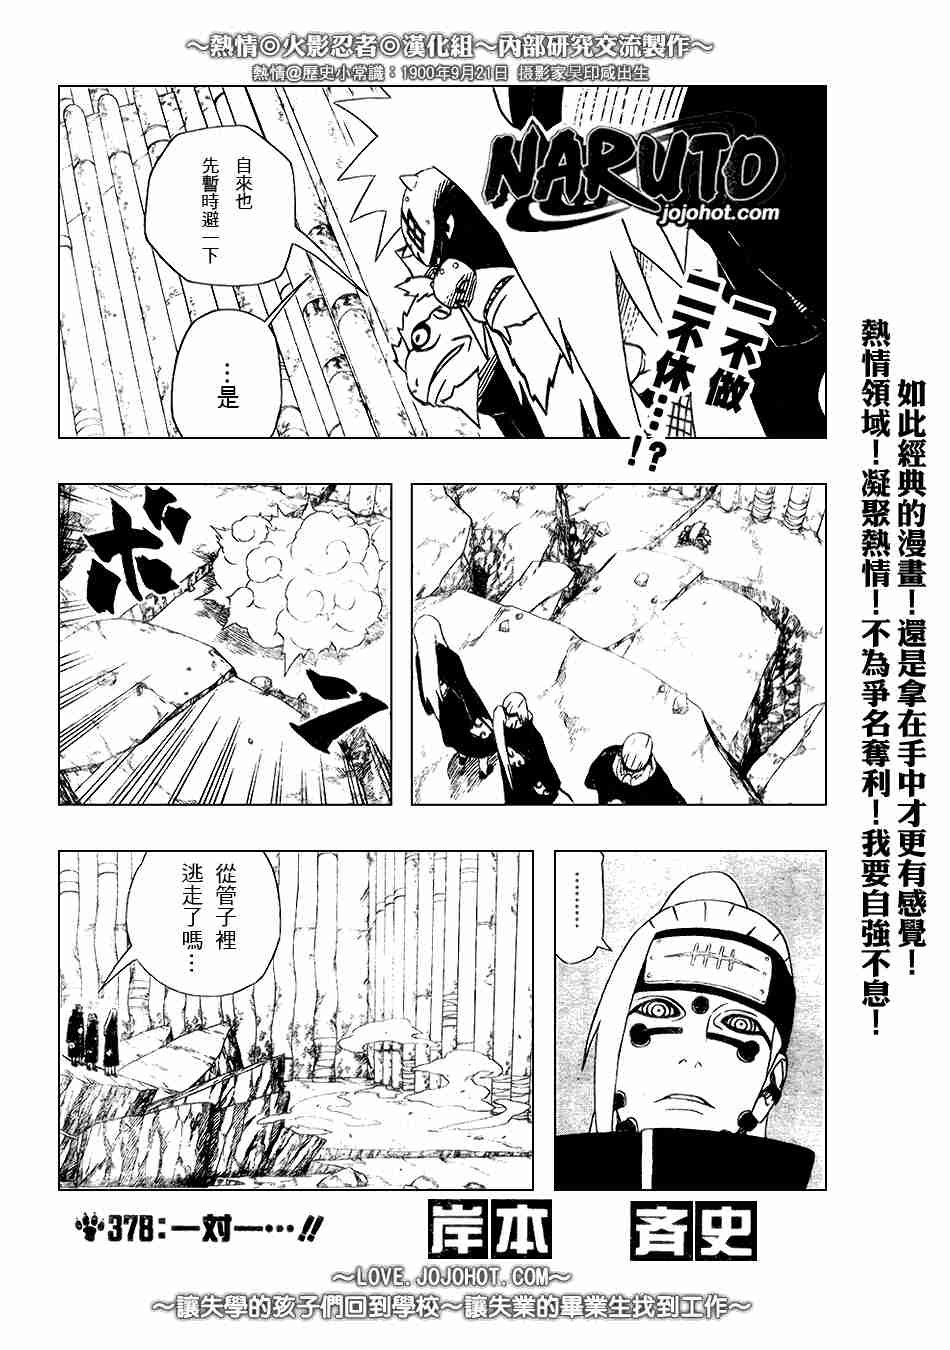 ～熱情◎火影忍者◎漢化組～內部研究交流製作～
熱情@歷史小常識：1900年9月21日 摄影家吴印咸出生
NARUTO
jojohot.com
自來也
先暫時避一下
…是
一不做
二不休……!?
ボン
…………
從管子裡
逃走了嗎…
如此經典的漫畫！還是拿在手中才更有感覺！
熱情領域！凝聚熱情！不為爭名奪利！我要自強不息！
378：一対一…!!
岸本
斉史
～LOVE.JOJOHOT.COM～
～讓失學的孩子們回到學校～讓失業的畢業生找到工作～